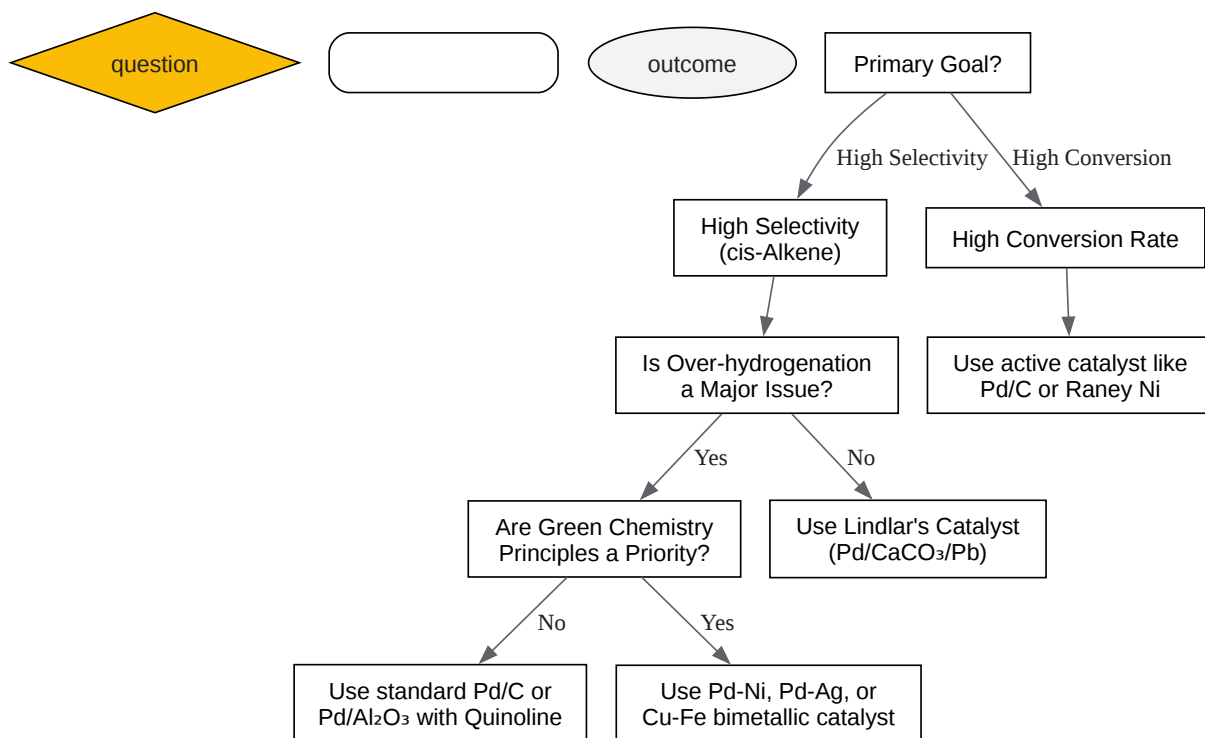 question
outcome
Primary Goal?
High Selectivity
High Conversion
High Selectivity
(cis-Alkene)
High Conversion Rate
Is Over-hydrogenation
a Major Issue?
Use active catalyst like
Pd/C or Raney Ni
Yes
No
Are Green Chemistry
Principles a Priority?
Use Lindlar's Catalyst
(Pd/CaCO₃/Pb)
No
Yes
Use standard Pd/C or
Pd/Al₂O₃ with Quinoline
Use Pd-Ni, Pd-Ag, or
Cu-Fe bimetallic catalyst